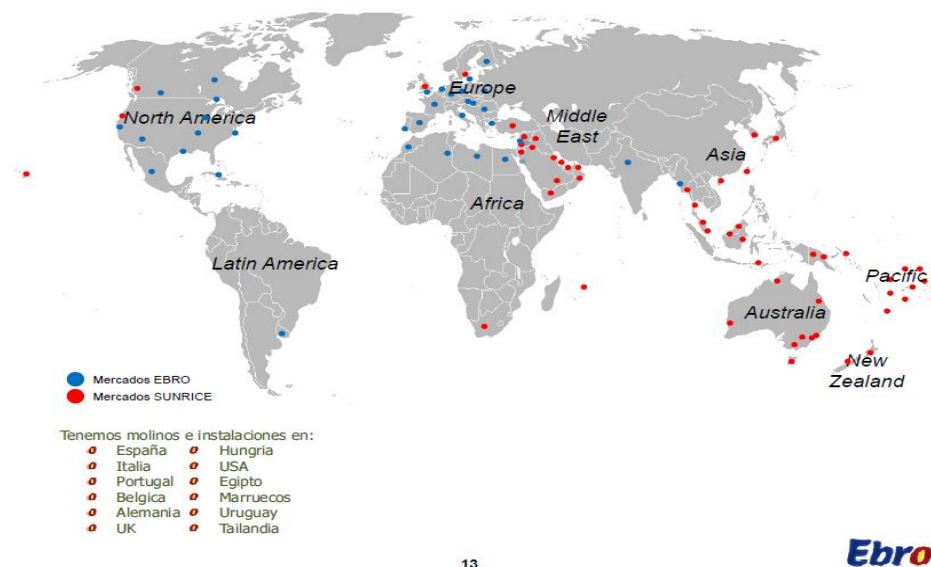 North America
Europe
Middle
East
Asia
Africa
Latin America
Pacific
Australia
New
Zealand
Mercados EBRO
Mercados SUNRICE
Tenemos molinos e instalaciones en:
España Hungria
Italia USA
Portugal Egipto
Belgica Marruecos
Alemania Uruguay
UK Tailandia
13
Ebro